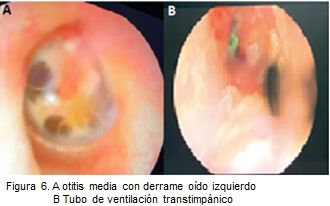 A
B
Figura 6. A otitis media con derrame oído izquierdo
B Tubo de ventilación transtimpánico